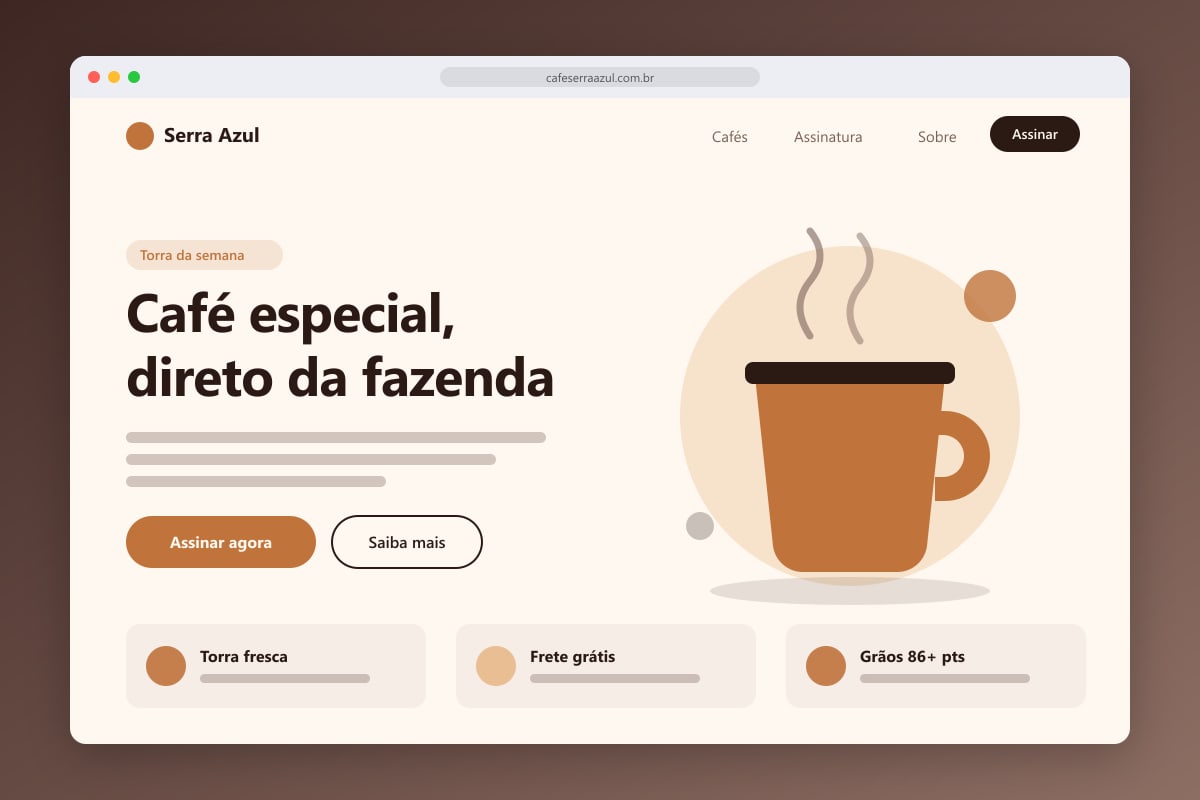 cafeserraazul.com.br
Serra Azul
Cafés
Assinatura
Sobre
Assinar
Torra da semana
Café especial,
direto da fazenda
Assinar agora
Saiba mais
Torra fresca
Frete grátis
Grãos 86+ pts